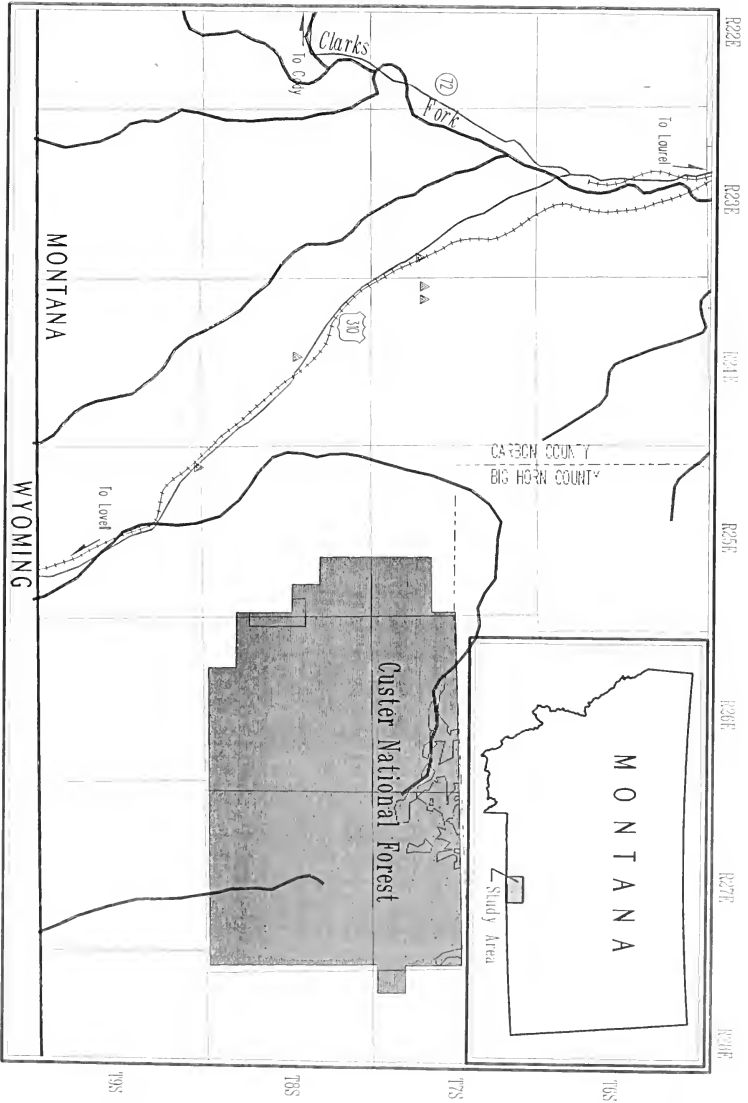 R22E
R23E
R24E
R25E
R26E
R27E
R28E
T6S
T7S
T8S
T9S
To Laurel
72
Clarks
Fork
To Cody
310
To Lovell
CARBON COUNTY
BIG HORN COUNTY
Custer National Forest
MONTANA
WYOMING
MONTANA
Study Area